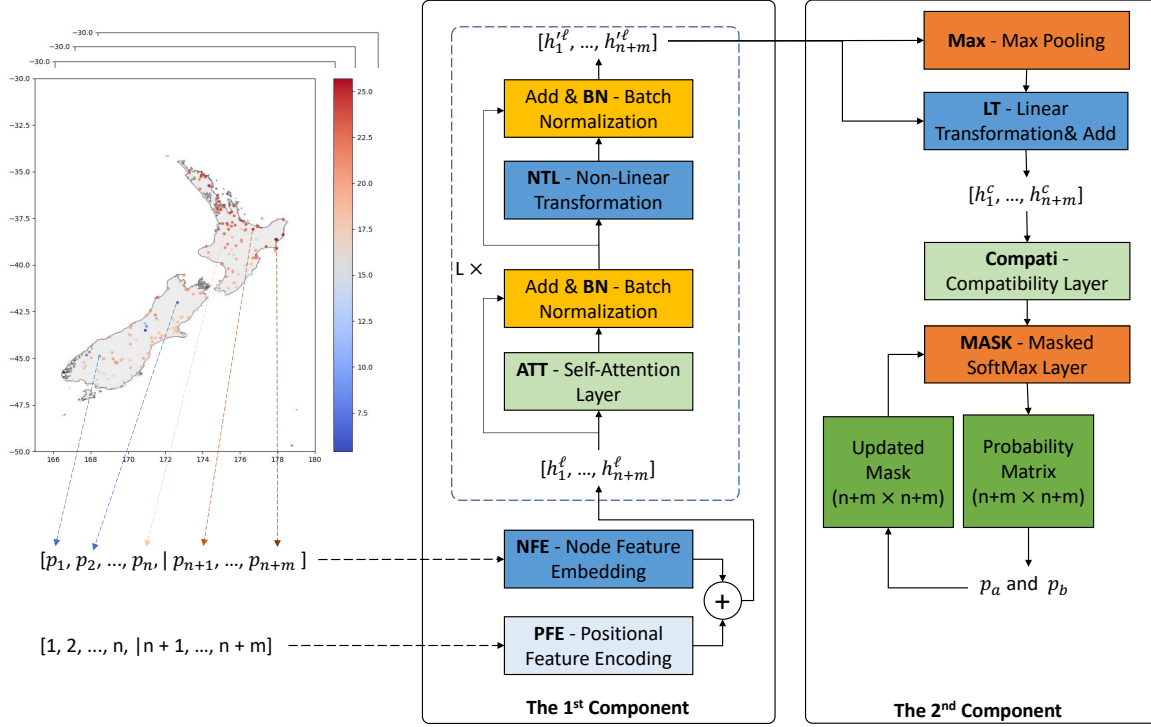 −30.0
−30.0
−30.0
−30.0
−32.5
−35.0
−37.5
−40.0
−42.5
−45.0
−47.5
−50.0
166
168
170
172
174
176
178
180
25.0
22.5
20.0
17.5
15.0
12.5
10.0
7.5
[p₁, p₂, ..., pₙ, | pₙ₊₁, ..., pₙ₊ₘ ]
[1, 2, ..., n, |n + 1, ..., n + m]
[h₁′ℓ, ..., h′ℓₙ₊ₘ]
Add & BN - Batch
Normalization
NTL - Non-Linear
Transformation
L ×
Add & BN - Batch
Normalization
ATT - Self-Attention
Layer
[h₁ℓ, ..., hℓₙ₊ₘ]
NFE - Node Feature
Embedding
+
PFE - Positional
Feature Encoding
The 1st Component
Max - Max Pooling
LT - Linear
Transformation& Add
[h₁ᶜ, ..., hᶜₙ₊ₘ]
Compati -
Compatibility Layer
MASK - Masked
SoftMax Layer
Updated
Mask
(n+m × n+m)
Probability
Matrix
(n+m × n+m)
pₐ and p_b
The 2nd Component